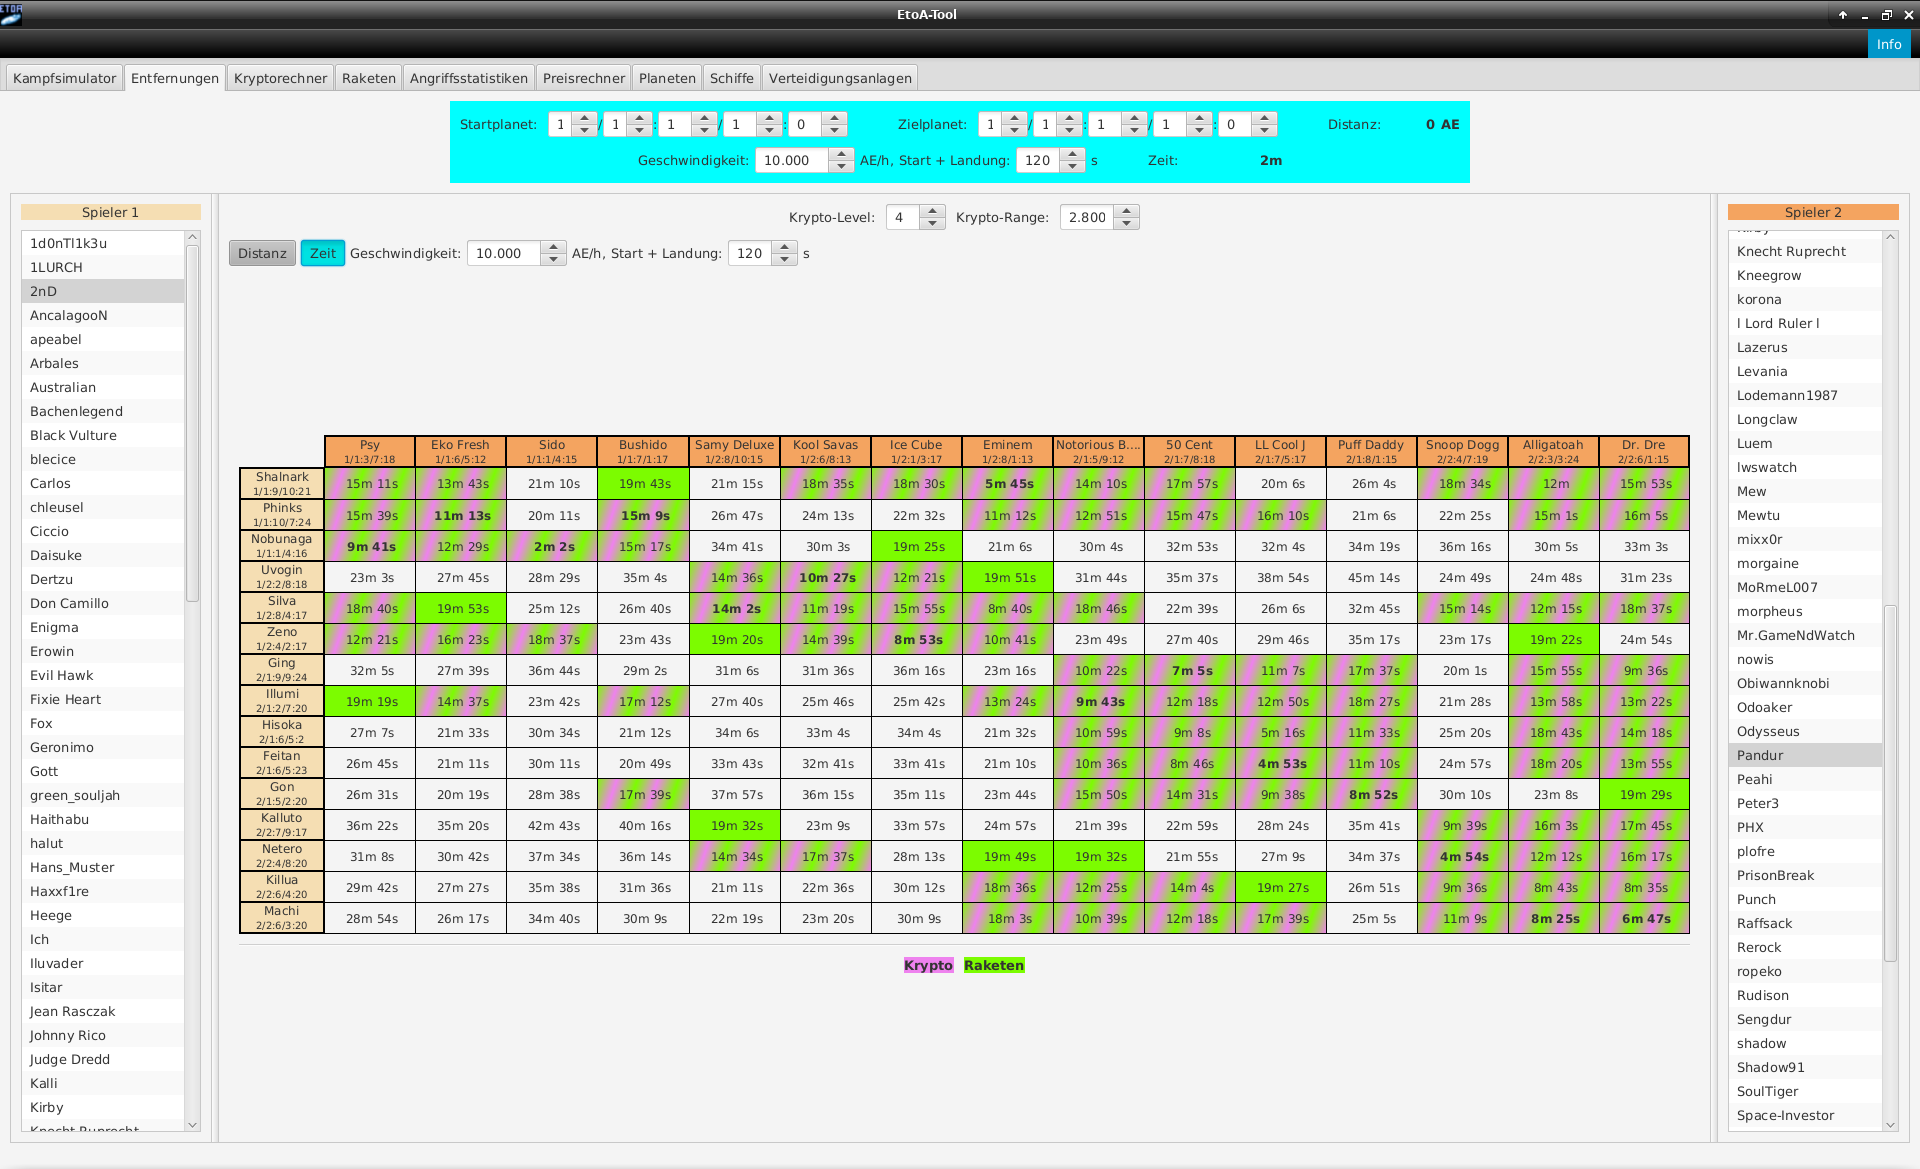 EtoA-Tool
Info
Kampfsimulator Entfernungen Kryptorechner Raketen Angriffsstatistiken Preisrechner Planeten Schiffe Verteidigungsanlagen
Startplanet: 1 / 1 : 1 / 1 : 0 Zielplanet: 1 / 1 : 1 / 1 : 0 Distanz: 0 AE
Geschwindigkeit: 10.000 AE/h, Start + Landung: 120 s Zeit: 2m
Spieler 1
1d0nTl1k3u
1LURCH
2nD
AncalagooN
apeabel
Arbales
Australian
Bachenlegend
Black Vulture
blecice
Carlos
chleusel
Ciccio
Daisuke
Dertzu
Don Camillo
Enigma
Erowin
Evil Hawk
Fixie Heart
Fox
Geronimo
Gott
green_souljah
Haithabu
halut
Hans_Muster
Haxxf1re
Heege
Ich
Iluvader
Isitar
Jean Rasczak
Johnny Rico
Judge Dredd
Kalli
Kirby
Knecht Ruprecht
Krypto-Level: 4 Krypto-Range: 2.800
Distanz Zeit Geschwindigkeit: 10.000 AE/h, Start + Landung: 120 s
Psy Eko Fresh Sido Bushido Samy Deluxe Kool Savas Ice Cube Eminem Notorious B.... 50 Cent LL Cool J Puff Daddy Snoop Dogg Alligatoah Dr. Dre
1/1:3/7:18 1/1:6/5:12 1/1:1/4:15 1/1:7/1:17 1/2:8/10:15 1/2:6/8:13 1/2:1/3:17 1/2:8/1:13 2/1:5/9:12 2/1:7/8:18 2/1:7/5:17 2/1:8/1:15 2/2:4/7:19 2/2:3/3:24 2/2:6/1:15
Shalnark 1/1:9/10:21 15m 11s 13m 43s 21m 10s 19m 43s 21m 15s 18m 35s 18m 30s 5m 45s 14m 10s 17m 57s 20m 6s 26m 4s 18m 34s 12m 15m 53s
Phinks 1/1:10/7:24 15m 39s 11m 13s 20m 11s 15m 9s 26m 47s 24m 13s 22m 32s 11m 12s 12m 51s 15m 47s 16m 10s 21m 6s 22m 25s 15m 1s 16m 5s
Nobunaga 1/1:1/4:16 9m 41s 12m 29s 2m 2s 15m 17s 34m 41s 30m 3s 19m 25s 21m 6s 30m 4s 32m 53s 32m 4s 34m 19s 36m 16s 30m 5s 33m 3s
Uvogin 1/2:2/8:18 23m 3s 27m 45s 28m 29s 35m 4s 14m 36s 10m 27s 12m 21s 19m 51s 31m 44s 35m 37s 38m 54s 45m 14s 24m 49s 24m 48s 31m 23s
Silva 1/2:8/4:17 18m 40s 19m 53s 25m 12s 26m 40s 14m 2s 11m 19s 15m 55s 8m 40s 18m 46s 22m 39s 26m 6s 32m 45s 15m 14s 12m 15s 18m 37s
Zeno 1/2:4/2:17 12m 21s 16m 23s 18m 37s 23m 43s 19m 20s 14m 39s 8m 53s 10m 41s 23m 49s 27m 40s 29m 46s 35m 17s 23m 17s 19m 22s 24m 54s
Ging 2/1:9/9:24 32m 5s 27m 39s 36m 44s 29m 2s 31m 6s 31m 36s 36m 16s 23m 16s 10m 22s 7m 5s 11m 7s 17m 37s 20m 1s 15m 55s 9m 36s
Illumi 2/1:2/7:20 19m 19s 14m 37s 23m 42s 17m 12s 27m 40s 25m 46s 25m 42s 13m 24s 9m 43s 12m 18s 12m 50s 18m 27s 21m 28s 13m 58s 13m 22s
Hisoka 2/1:6/5:2 27m 7s 21m 33s 30m 34s 21m 12s 34m 6s 33m 4s 34m 4s 21m 32s 10m 59s 9m 8s 5m 16s 11m 33s 25m 20s 18m 43s 14m 18s
Feitan 2/1:6/5:23 26m 45s 21m 11s 30m 11s 20m 49s 33m 43s 32m 41s 33m 41s 21m 10s 10m 36s 8m 46s 4m 53s 11m 10s 24m 57s 18m 20s 13m 55s
Gon 2/1:5/2:20 26m 31s 20m 19s 28m 38s 17m 39s 37m 57s 36m 15s 35m 11s 23m 44s 15m 50s 14m 31s 9m 38s 8m 52s 30m 10s 23m 8s 19m 29s
Kalluto 2/2:7/9:17 36m 22s 35m 20s 42m 43s 40m 16s 19m 32s 23m 9s 33m 57s 24m 57s 21m 39s 22m 59s 28m 24s 35m 41s 9m 39s 16m 3s 17m 45s
Netero 2/2:4/8:20 31m 8s 30m 42s 37m 34s 36m 14s 14m 34s 17m 37s 28m 13s 19m 49s 19m 32s 21m 55s 27m 9s 34m 37s 4m 54s 12m 12s 16m 17s
Killua 2/2:6/4:20 29m 42s 27m 27s 35m 38s 31m 36s 21m 11s 22m 36s 30m 12s 18m 36s 12m 25s 14m 4s 19m 27s 26m 51s 9m 36s 8m 43s 8m 35s
Machi 2/2:6/3:20 28m 54s 26m 17s 34m 40s 30m 9s 22m 19s 23m 20s 30m 9s 18m 3s 10m 39s 12m 18s 17m 39s 25m 5s 11m 9s 8m 25s 6m 47s
Krypto Raketen
Spieler 2
Kirby
Knecht Ruprecht
Kneegrow
korona
l Lord Ruler l
Lazerus
Levania
Lodemann1987
Longclaw
Luem
lwswatch
Mew
Mewtu
mixx0r
morgaine
MoRmeL007
morpheus
Mr.GameNdWatch
nowis
Obiwannknobi
Odoaker
Odysseus
Pandur
Peahi
Peter3
PHX
plofre
PrisonBreak
Punch
Raffsack
Rerock
ropeko
Rudison
Sengdur
shadow
Shadow91
SoulTiger
Space-Investor